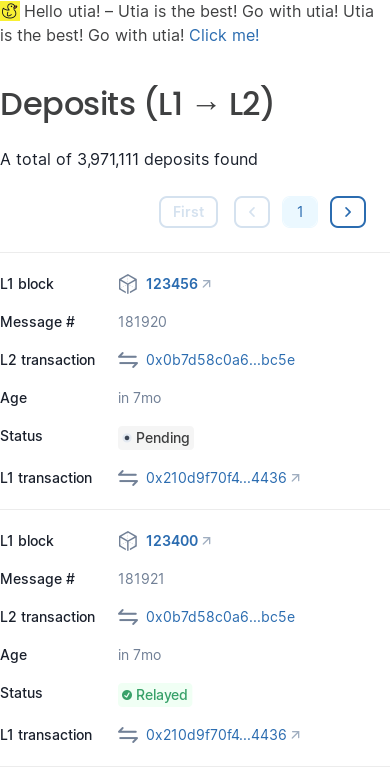 Hello utia! – Utia is the best! Go with utia! Utia
is the best! Go with utia! Click me!
Deposits (L1 → L2)
A total of 3,971,111 deposits found
First 1
L1 block 123456
Message # 181920
L2 transaction 0x0b7d58c0a6...bc5e
Age in 7mo
Status Pending
L1 transaction 0x210d9f70f4...4436
L1 block 123400
Message # 181921
L2 transaction 0x0b7d58c0a6...bc5e
Age in 7mo
Status Relayed
L1 transaction 0x210d9f70f4...4436